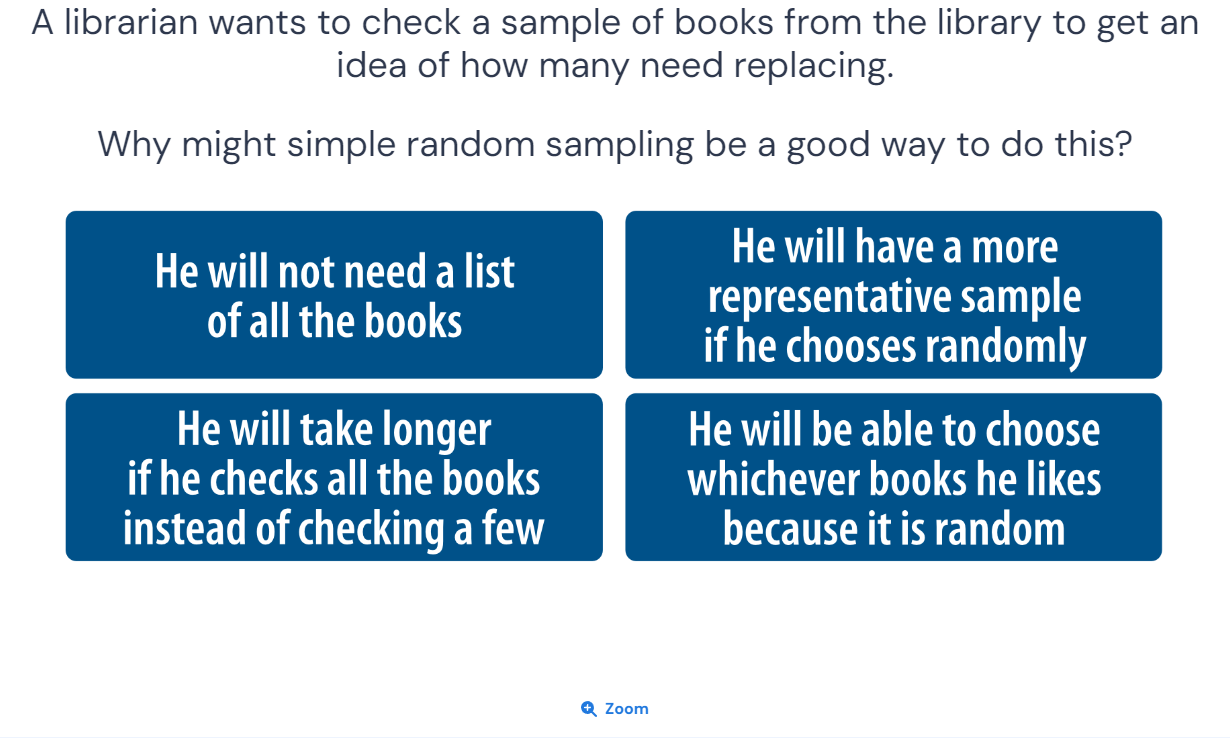 A librarian wants to check a sample of books from the library to get an
idea of how many need replacing.
Why might simple random sampling be a good way to do this?
He will not need a list
of all the books
He will have a more
representative sample
if he chooses randomly
He will take longer
if he checks all the books
instead of checking a few
He will be able to choose
whichever books he likes
because it is random
Zoom